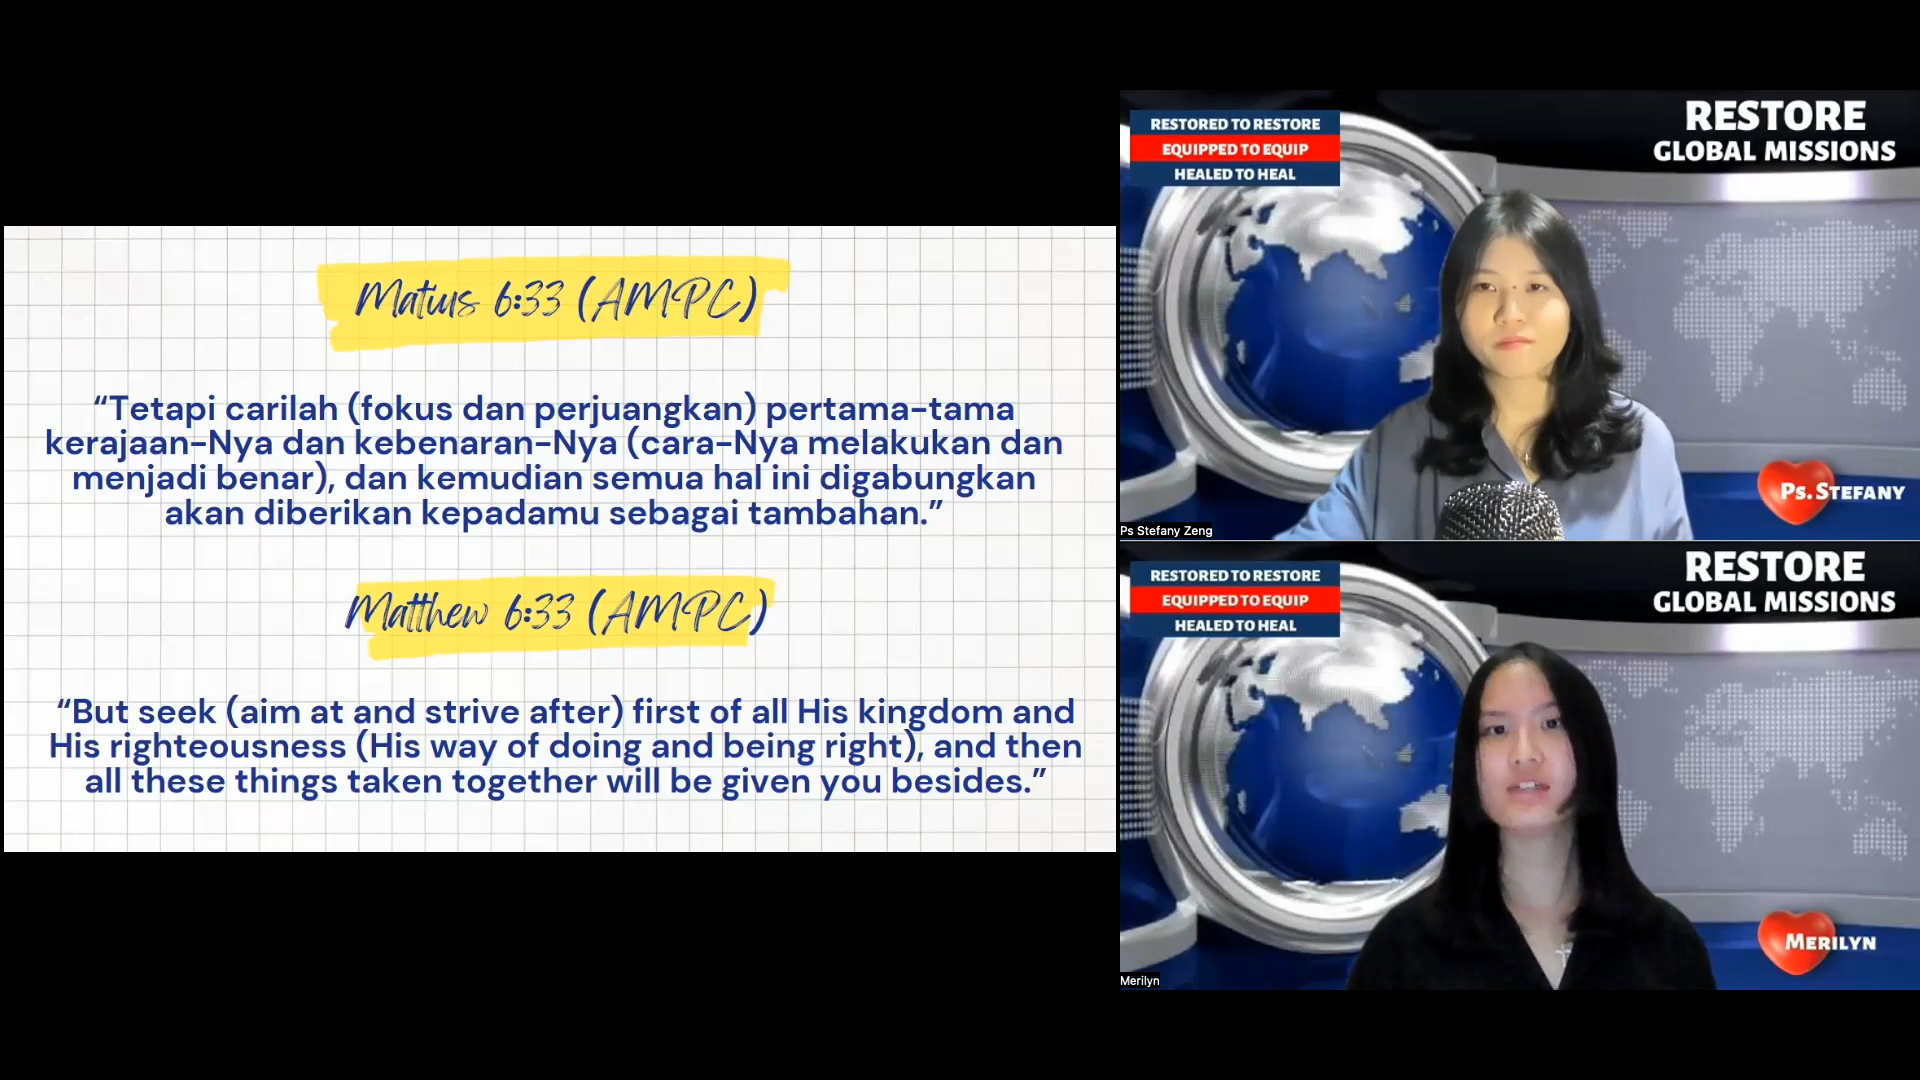 Matius 6:33 (AMPC)
“Tetapi carilah (fokus dan perjuangkan) pertama-tama
kerajaan-Nya dan kebenaran-Nya (cara-Nya melakukan dan
menjadi benar), dan kemudian semua hal ini digabungkan
akan diberikan kepadamu sebagai tambahan.”
Matthew 6:33 (AMPC)
“But seek (aim at and strive after) first of all His kingdom and
His righteousness (His way of doing and being right), and then
all these things taken together will be given you besides.”
RESTORED TO RESTORE
EQUIPPED TO EQUIP
HEALED TO HEAL
RESTORE
GLOBAL MISSIONS
PS. STEFANY
Ps Stefany Zeng
RESTORED TO RESTORE
EQUIPPED TO EQUIP
HEALED TO HEAL
RESTORE
GLOBAL MISSIONS
MERILYN
Merilyn